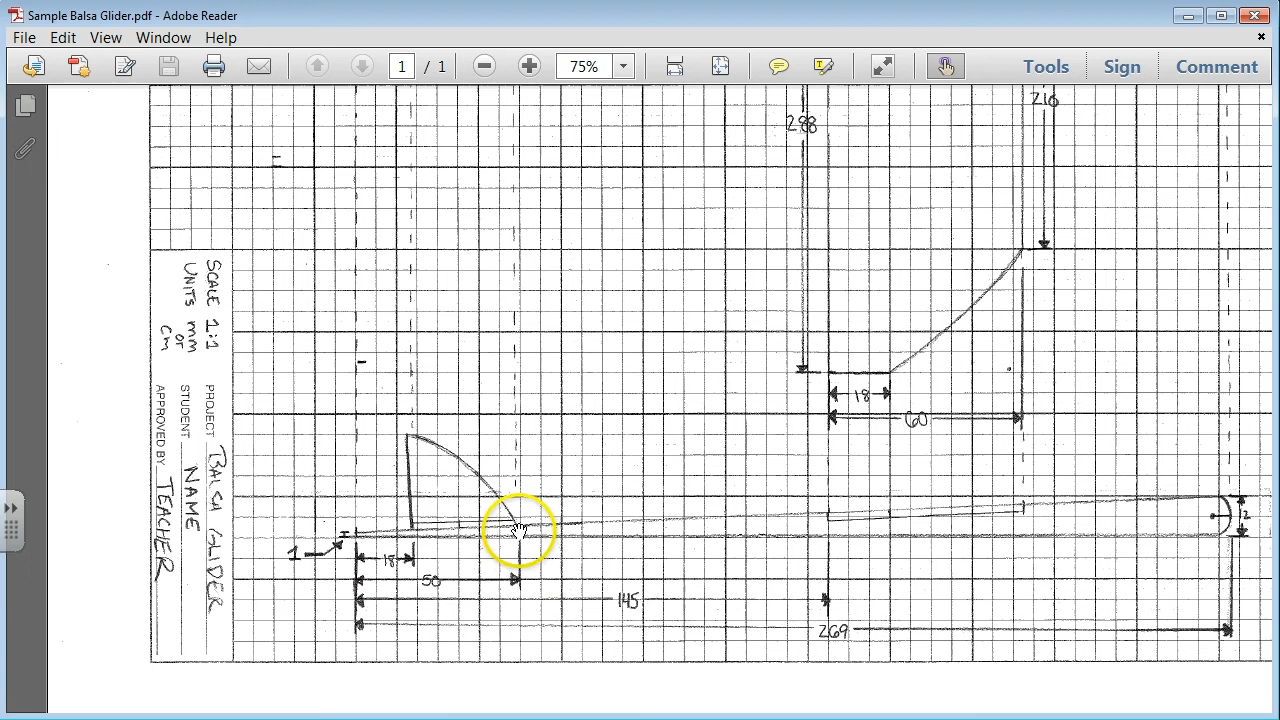 Sample Balsa Glider.pdf - Adobe Reader
File Edit View Window Help
1 / 1 75% Tools Sign Comment
288
216
18
60
12
1
18
50
145
269
SCALE 1:1
UNITS mm
or
cm
PROJECT BALSA GLIDER
STUDENT NAME
APPROVED BY TEACHER